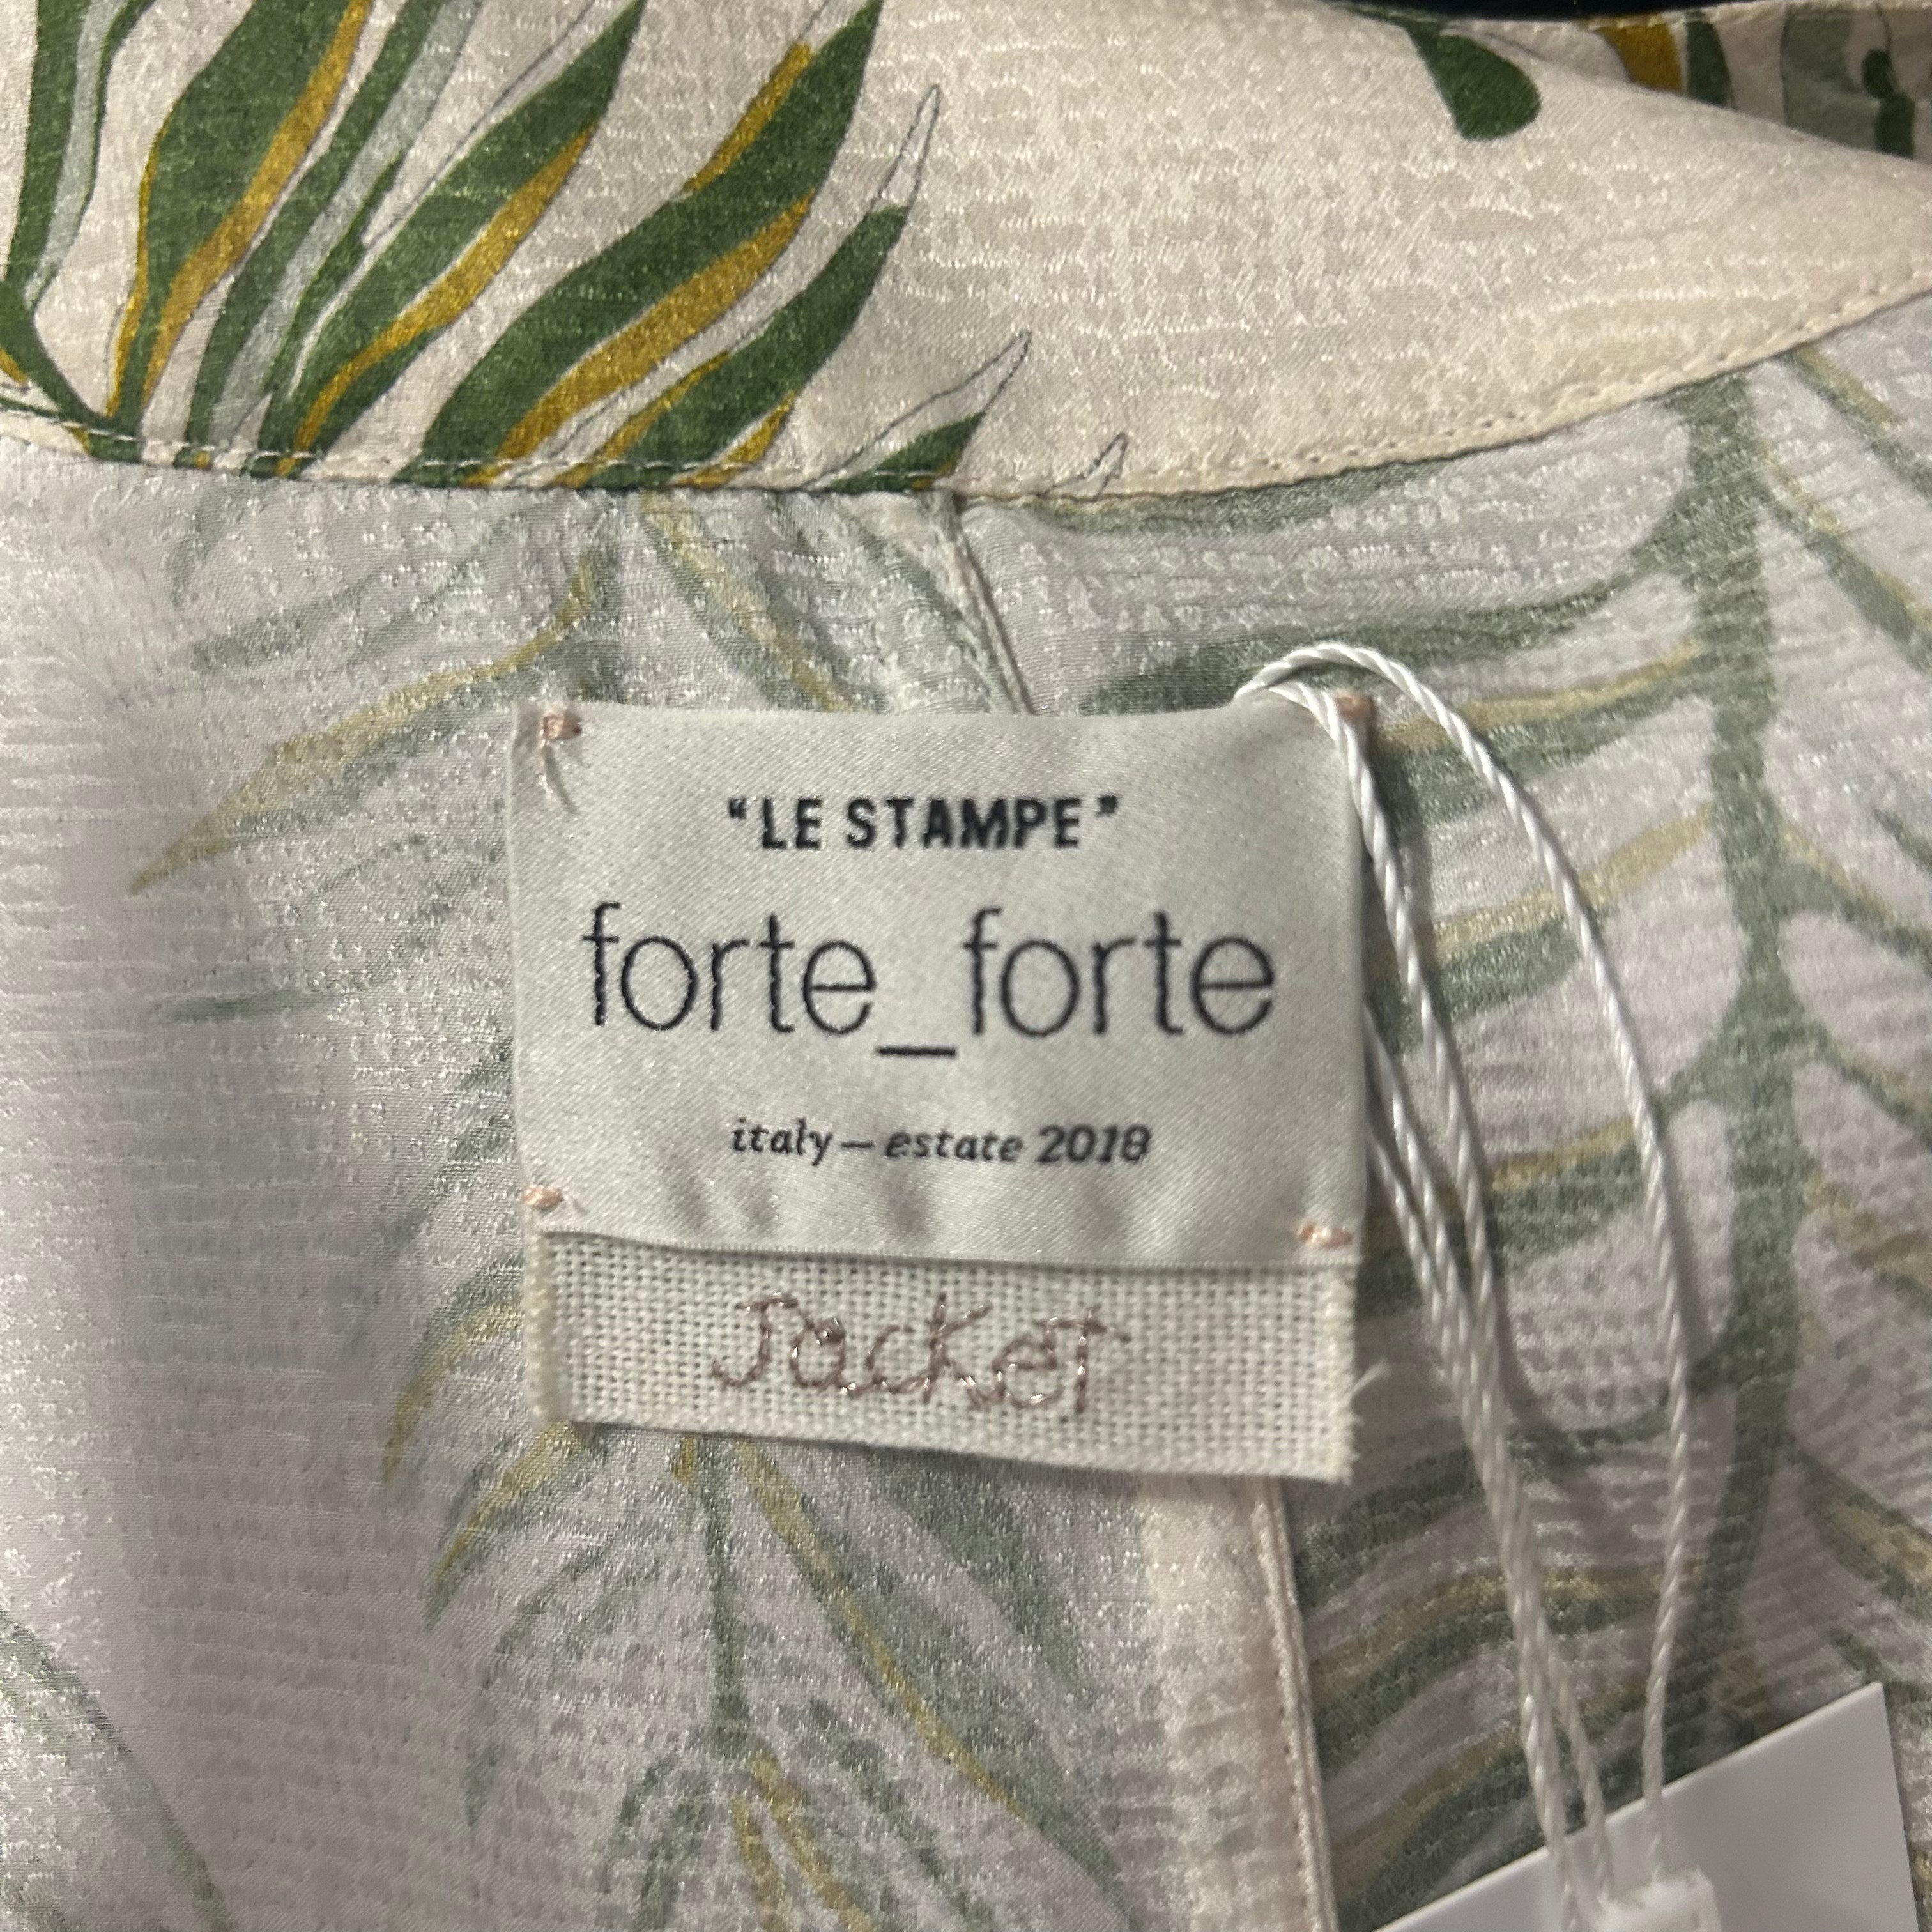 "LE STAMPE"
forte_forte
italy – estate 2018
Jacket